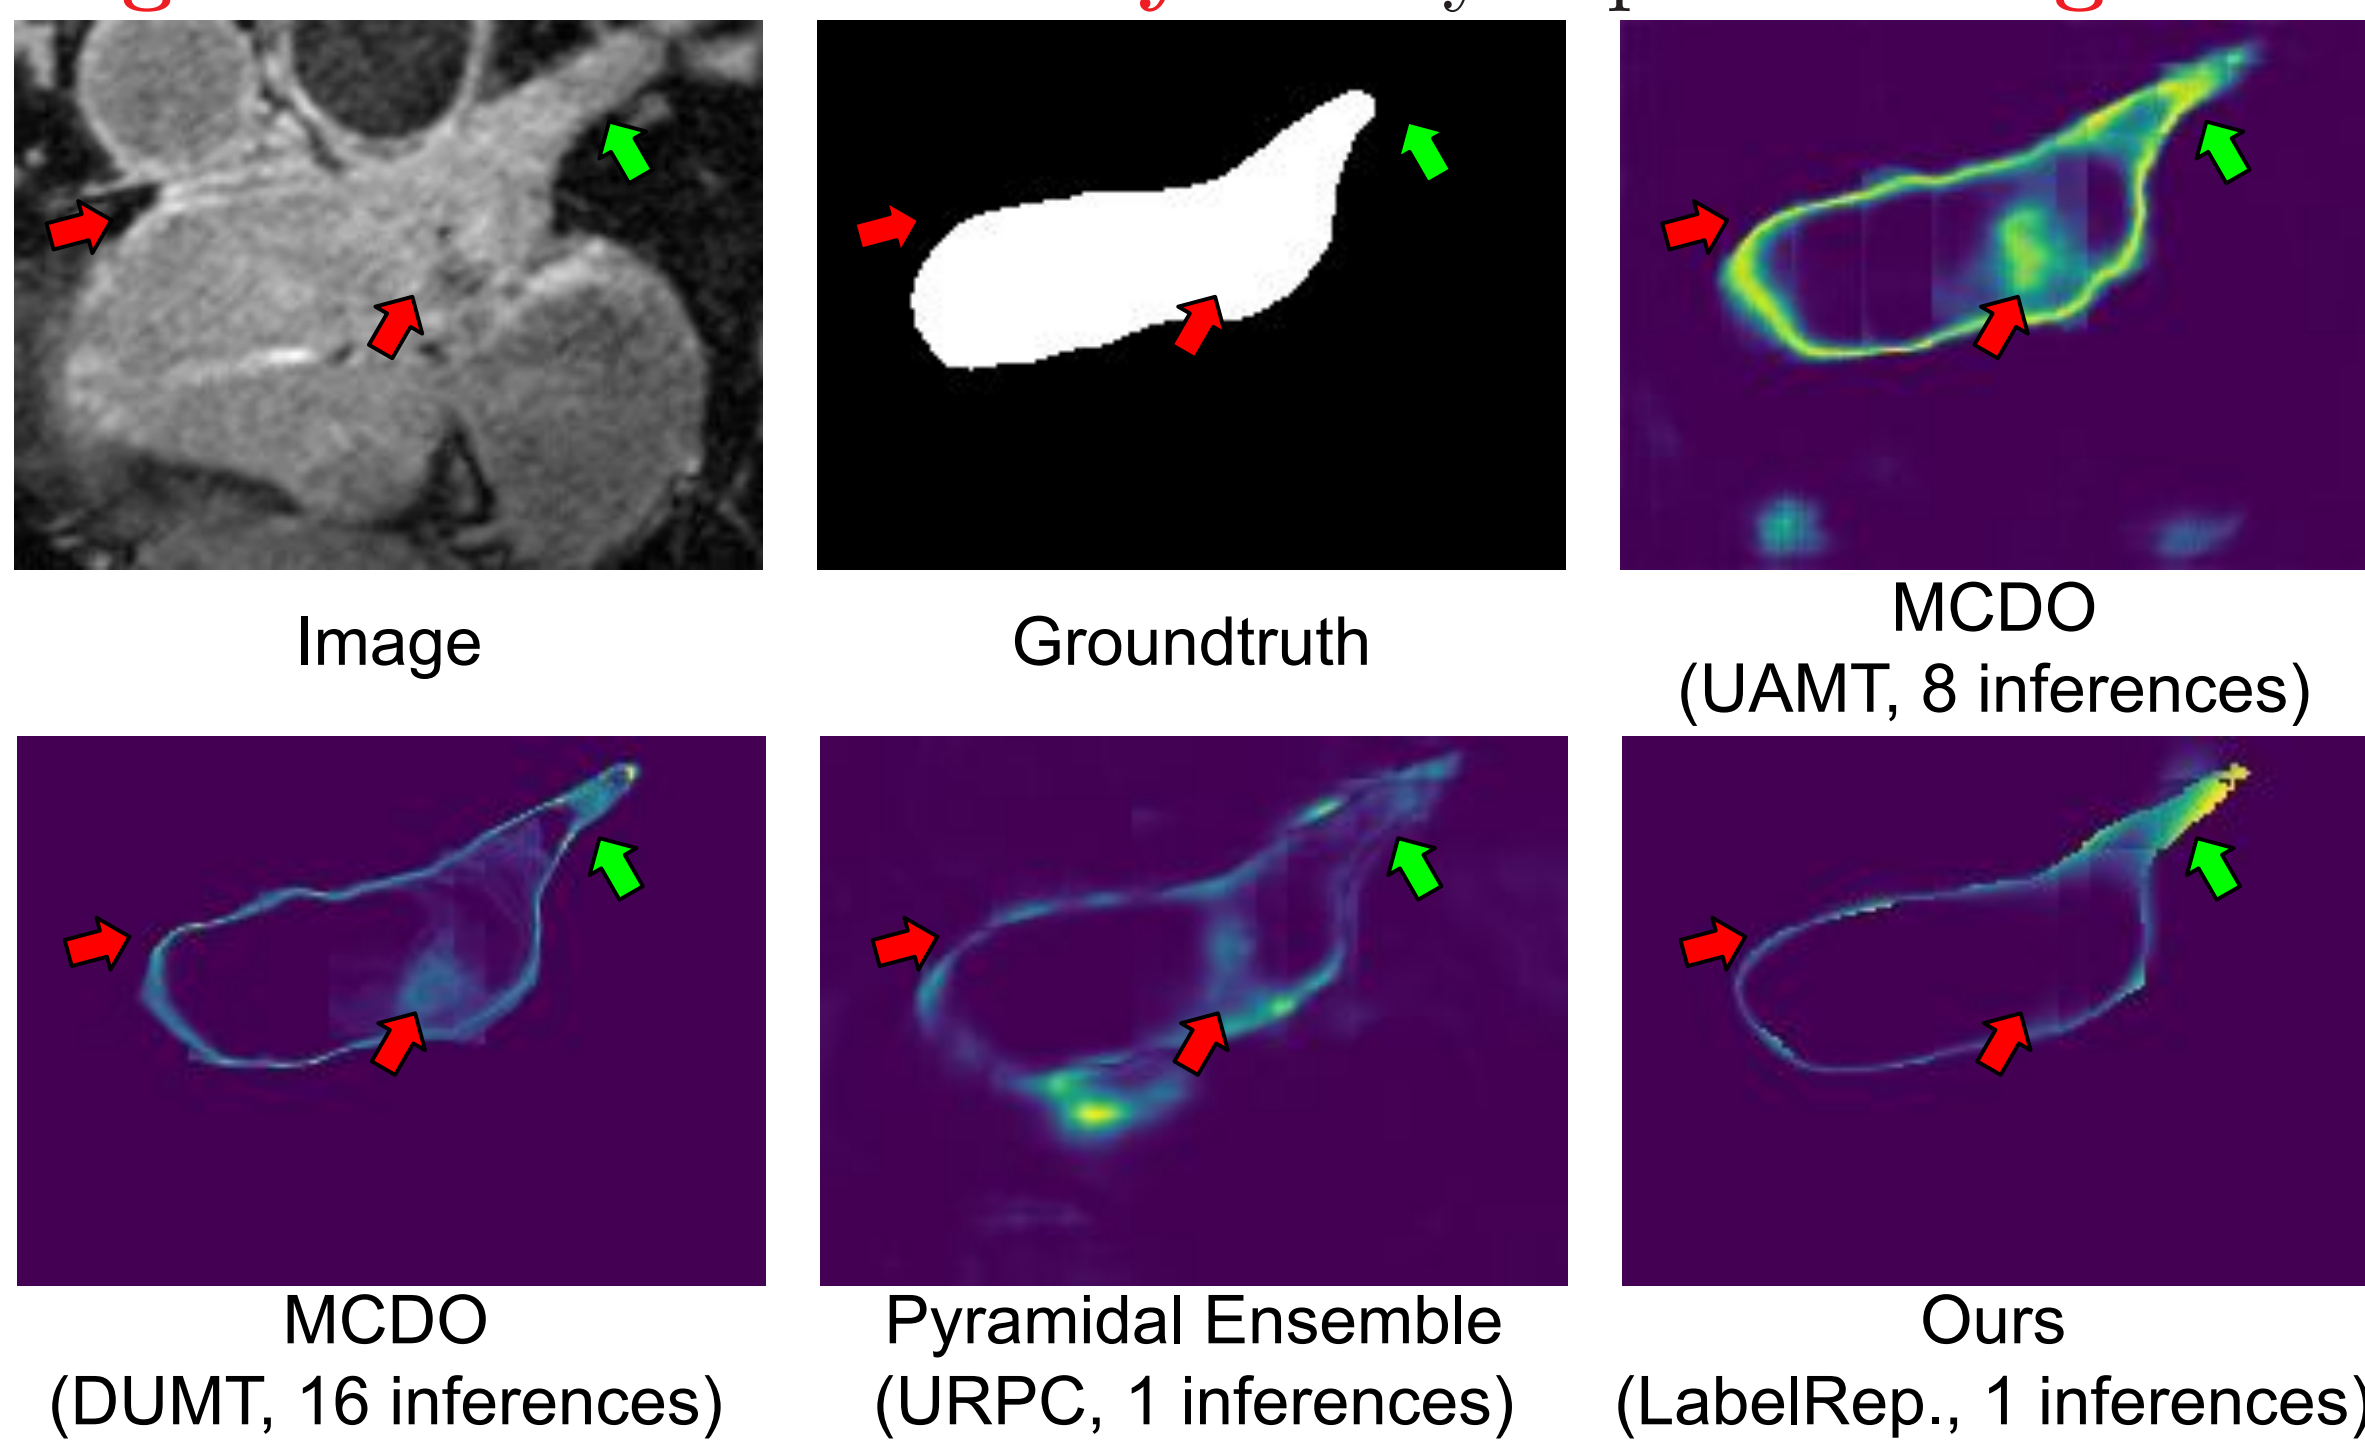 Image
Groundtruth
MCDO
(UAMT, 8 inferences)
MCDO
(DUMT, 16 inferences)
Pyramidal Ensemble
(URPC, 1 inferences)
Ours
(LabelRep., 1 inferences)